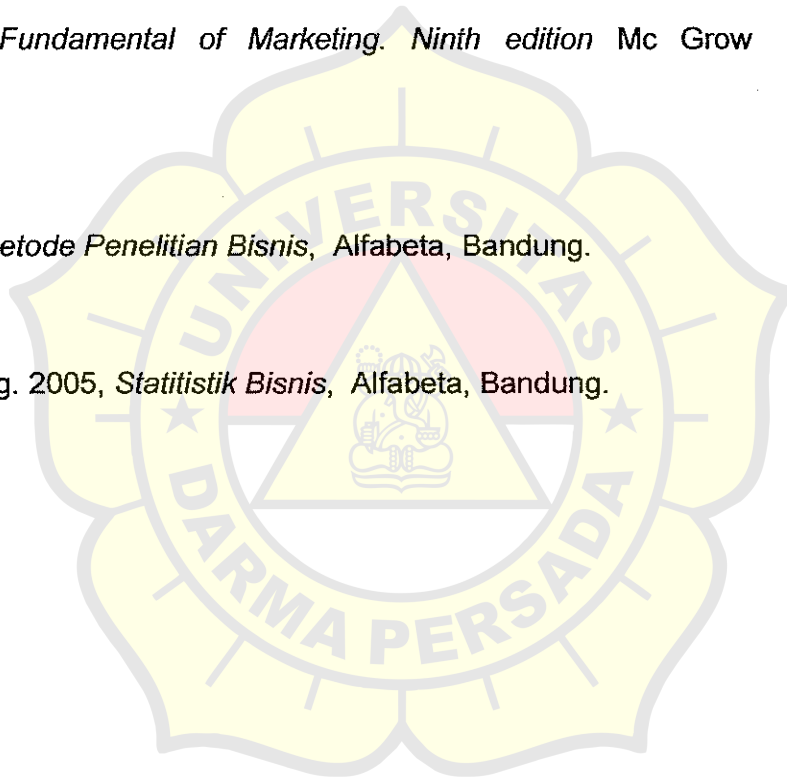 Fundamental of Marketing. Ninth edition Mc Grow
etode Penelitian Bisnis, Alfabeta, Bandung.
g. 2005, Statitistik Bisnis, Alfabeta, Bandung.
UNIVERSITAS
DARMA PERSADA